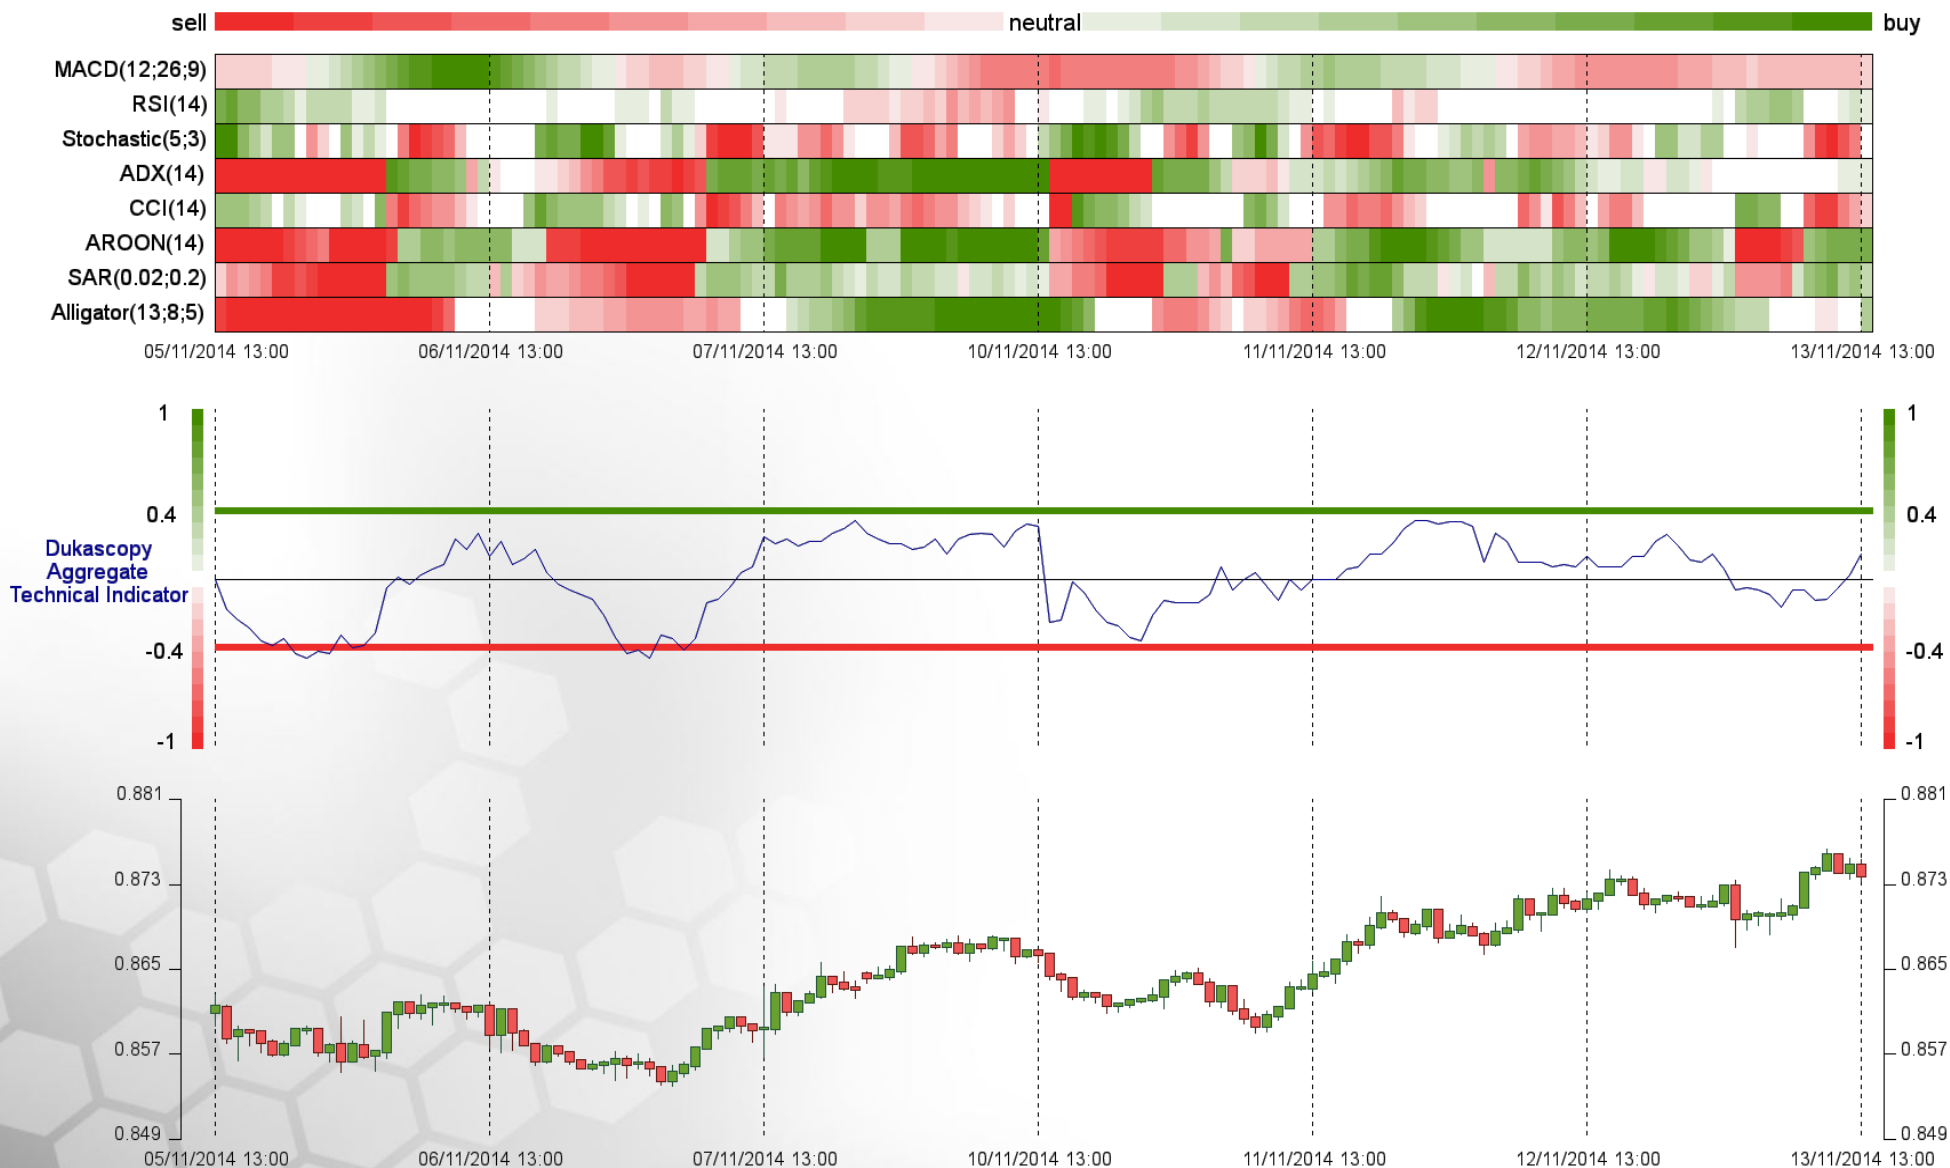 sell neutral buy
MACD(12;26;9)
RSI(14)
Stochastic(5;3)
ADX(14)
CCI(14)
AROON(14)
SAR(0.02;0.2)
Alligator(13;8;5)
05/11/2014 13:00 06/11/2014 13:00 07/11/2014 13:00 10/11/2014 13:00 11/11/2014 13:00 12/11/2014 13:00 13/11/2014 13:00
1 1
0.4 0.4
Dukascopy
Aggregate
Technical Indicator
-0.4 -0.4
-1 -1
0.881 0.881
0.873 0.873
0.865 0.865
0.857 0.857
0.849 0.849
05/11/2014 13:00 06/11/2014 13:00 07/11/2014 13:00 10/11/2014 13:00 11/11/2014 13:00 12/11/2014 13:00 13/11/2014 13:00